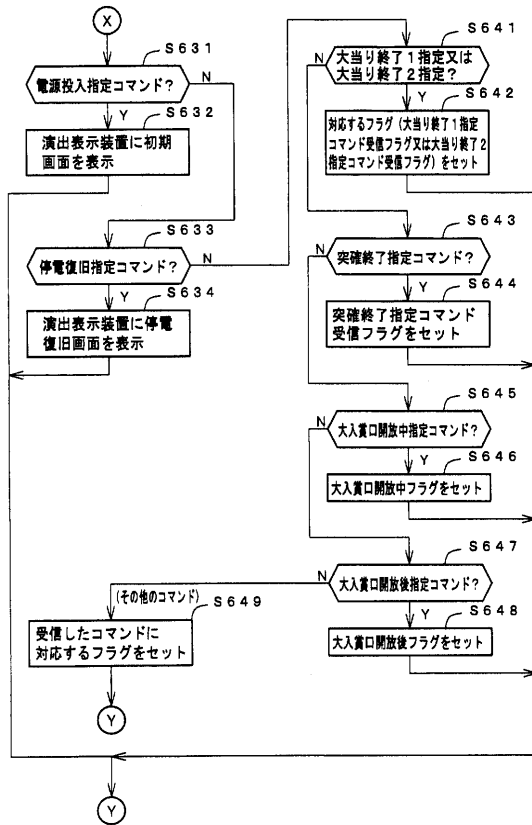 X
S631
電源投入指定コマンド?
N
Y
S632
演出表示装置に初期
画面を表示
S633
停電復旧指定コマンド?
N
Y
S634
演出表示装置に停電
復旧画面を表示
S641
大当り終了1指定又は
大当り終了2指定?
N
Y
S642
対応するフラグ(大当り終了1指定
コマンド受信フラグ又は大当り終了2
指定コマンド受信フラグ)をセット
S643
突確終了指定コマンド?
N
Y
S644
突確終了指定コマンド
受信フラグをセット
S645
大入賞口開放中指定コマンド?
N
Y
S646
大入賞口開放中フラグをセット
S647
大入賞口開放後指定コマンド?
N
Y
S648
大入賞口開放後フラグをセット
(その他のコマンド)
S649
受信したコマンドに
対応するフラグをセット
Y
Y